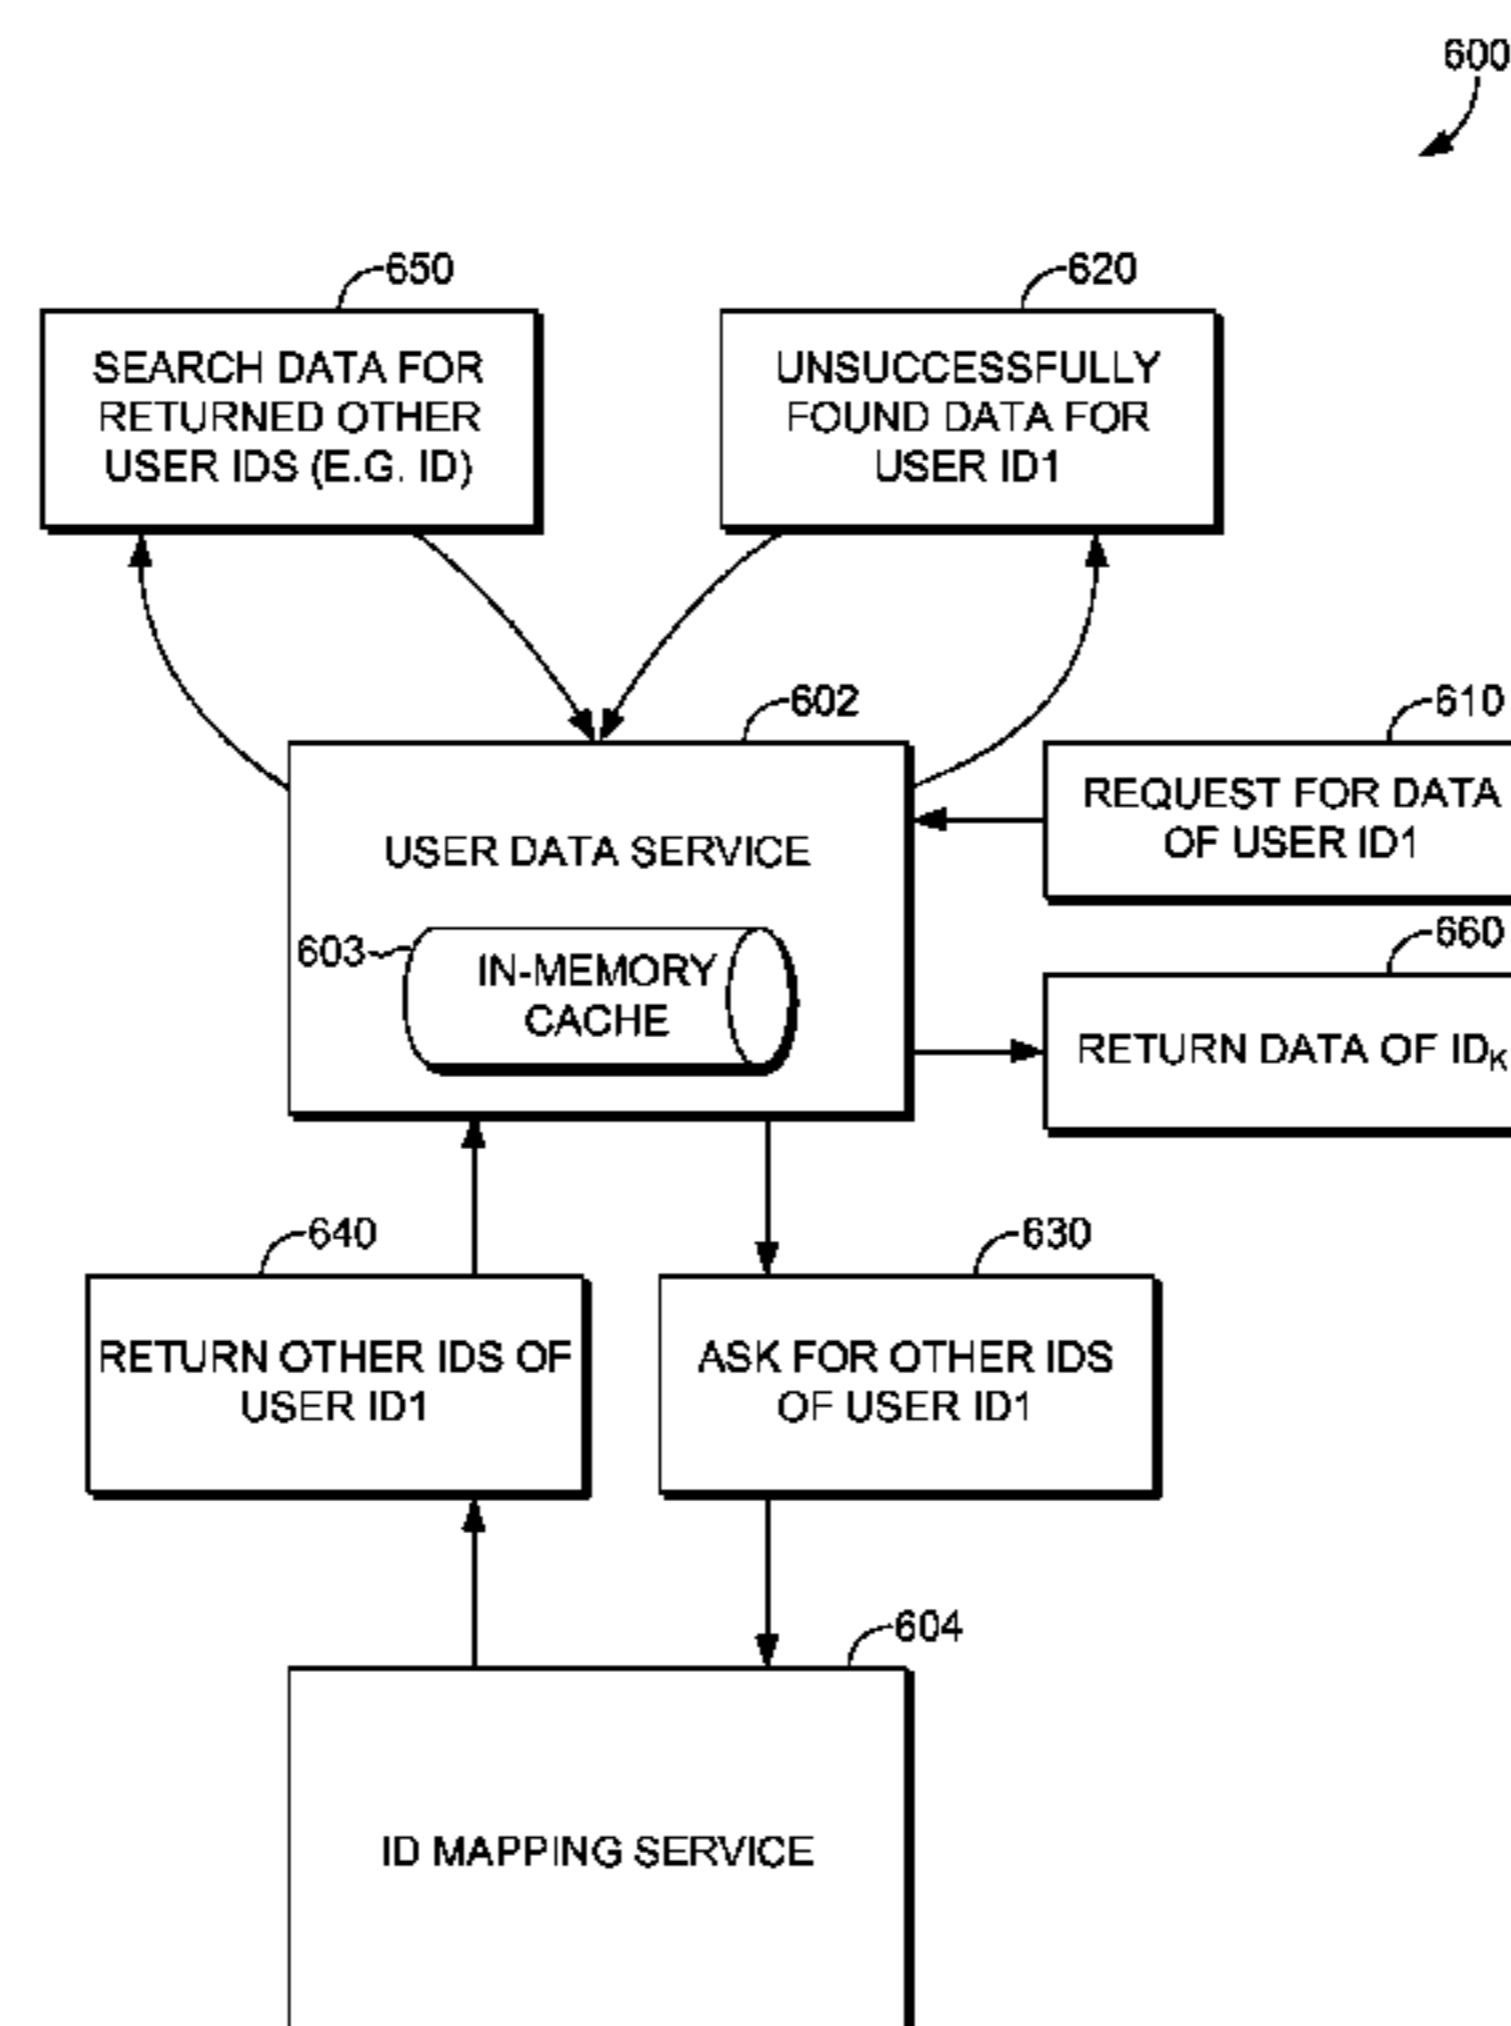 600
650
SEARCH DATA FOR
RETURNED OTHER
USER IDS (E.G. ID)
620
UNSUCCESSFULLY
FOUND DATA FOR
USER ID1
602
USER DATA SERVICE
603
IN-MEMORY
CACHE
610
REQUEST FOR DATA
OF USER ID1
660
RETURN DATA OF IDK
640
RETURN OTHER IDS OF
USER ID1
630
ASK FOR OTHER IDS
OF USER ID1
604
ID MAPPING SERVICE